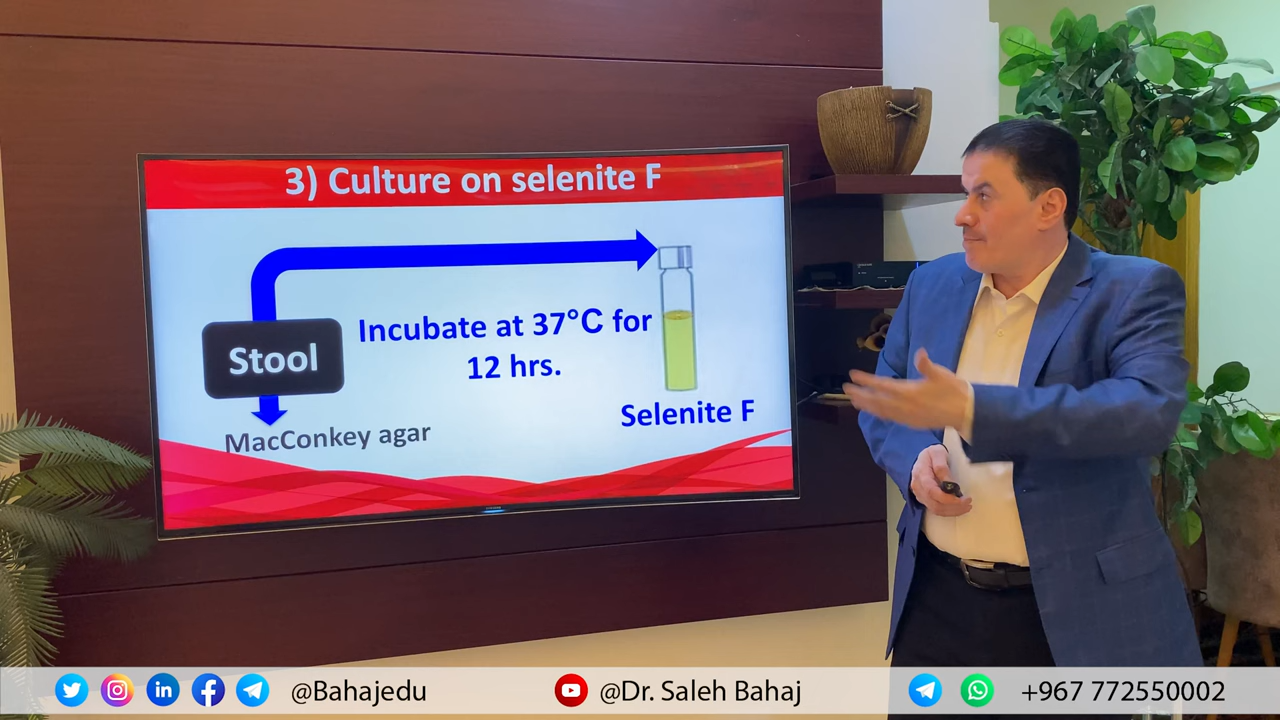 3) Culture on selenite F
Stool
Incubate at 37°C for
12 hrs.
Selenite F
MacConkey agar
@Bahajedu
@Dr. Saleh Bahaj
+967 772550002